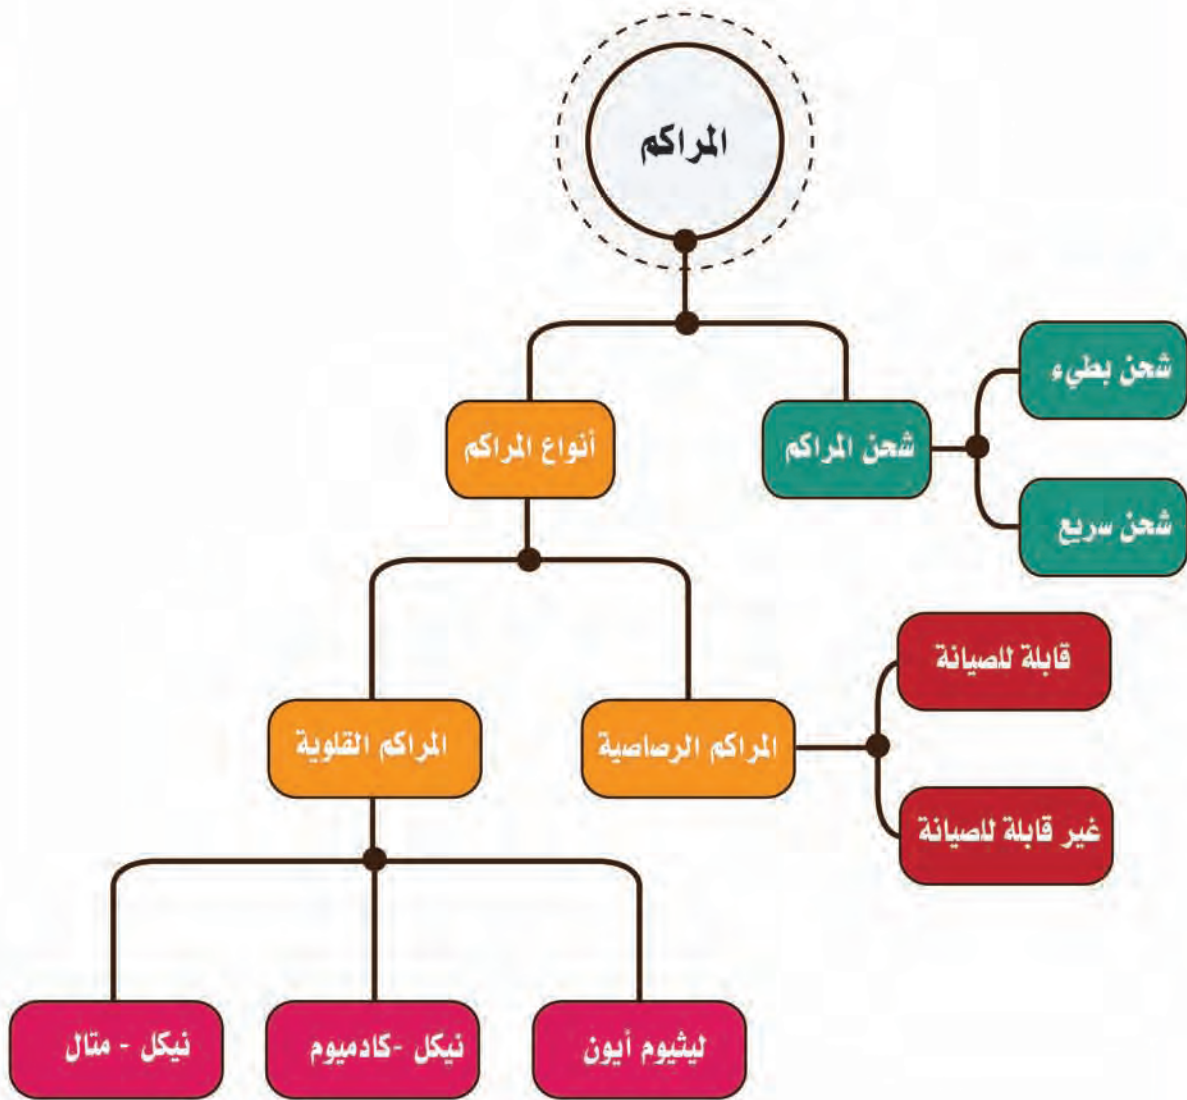 المراكم
شحن بطيء
شحن المراكم
أنواع المراكم
شحن سريع
قابلة للصيانة
المراكم الرصاصية
المراكم القلوية
غير قابلة للصيانة
ليثيوم أيون
نيكل -كادميوم
نيكل - متال